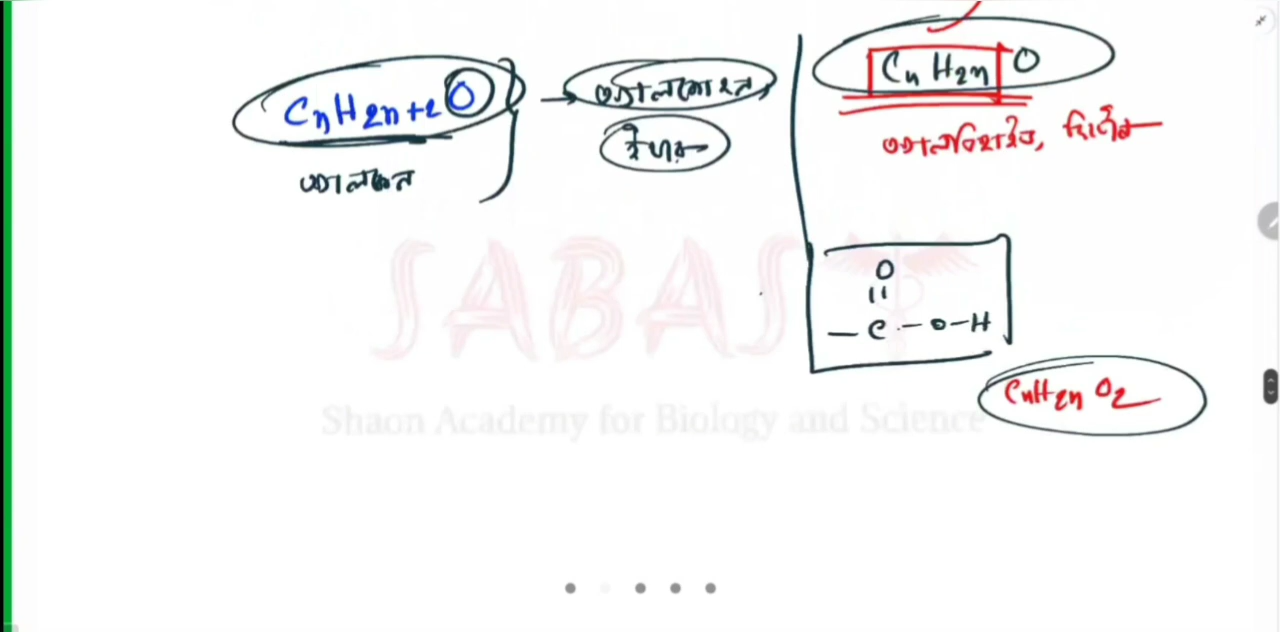 CnH2n+2O → অ্যালকোহল,
ইথার
অ্যালকেন
CnH2nO
অ্যালডিহাইড, কিটোন
O
||
— C — O — H
CnH2nO2
SABAS
Shaon Academy for Biology and Science